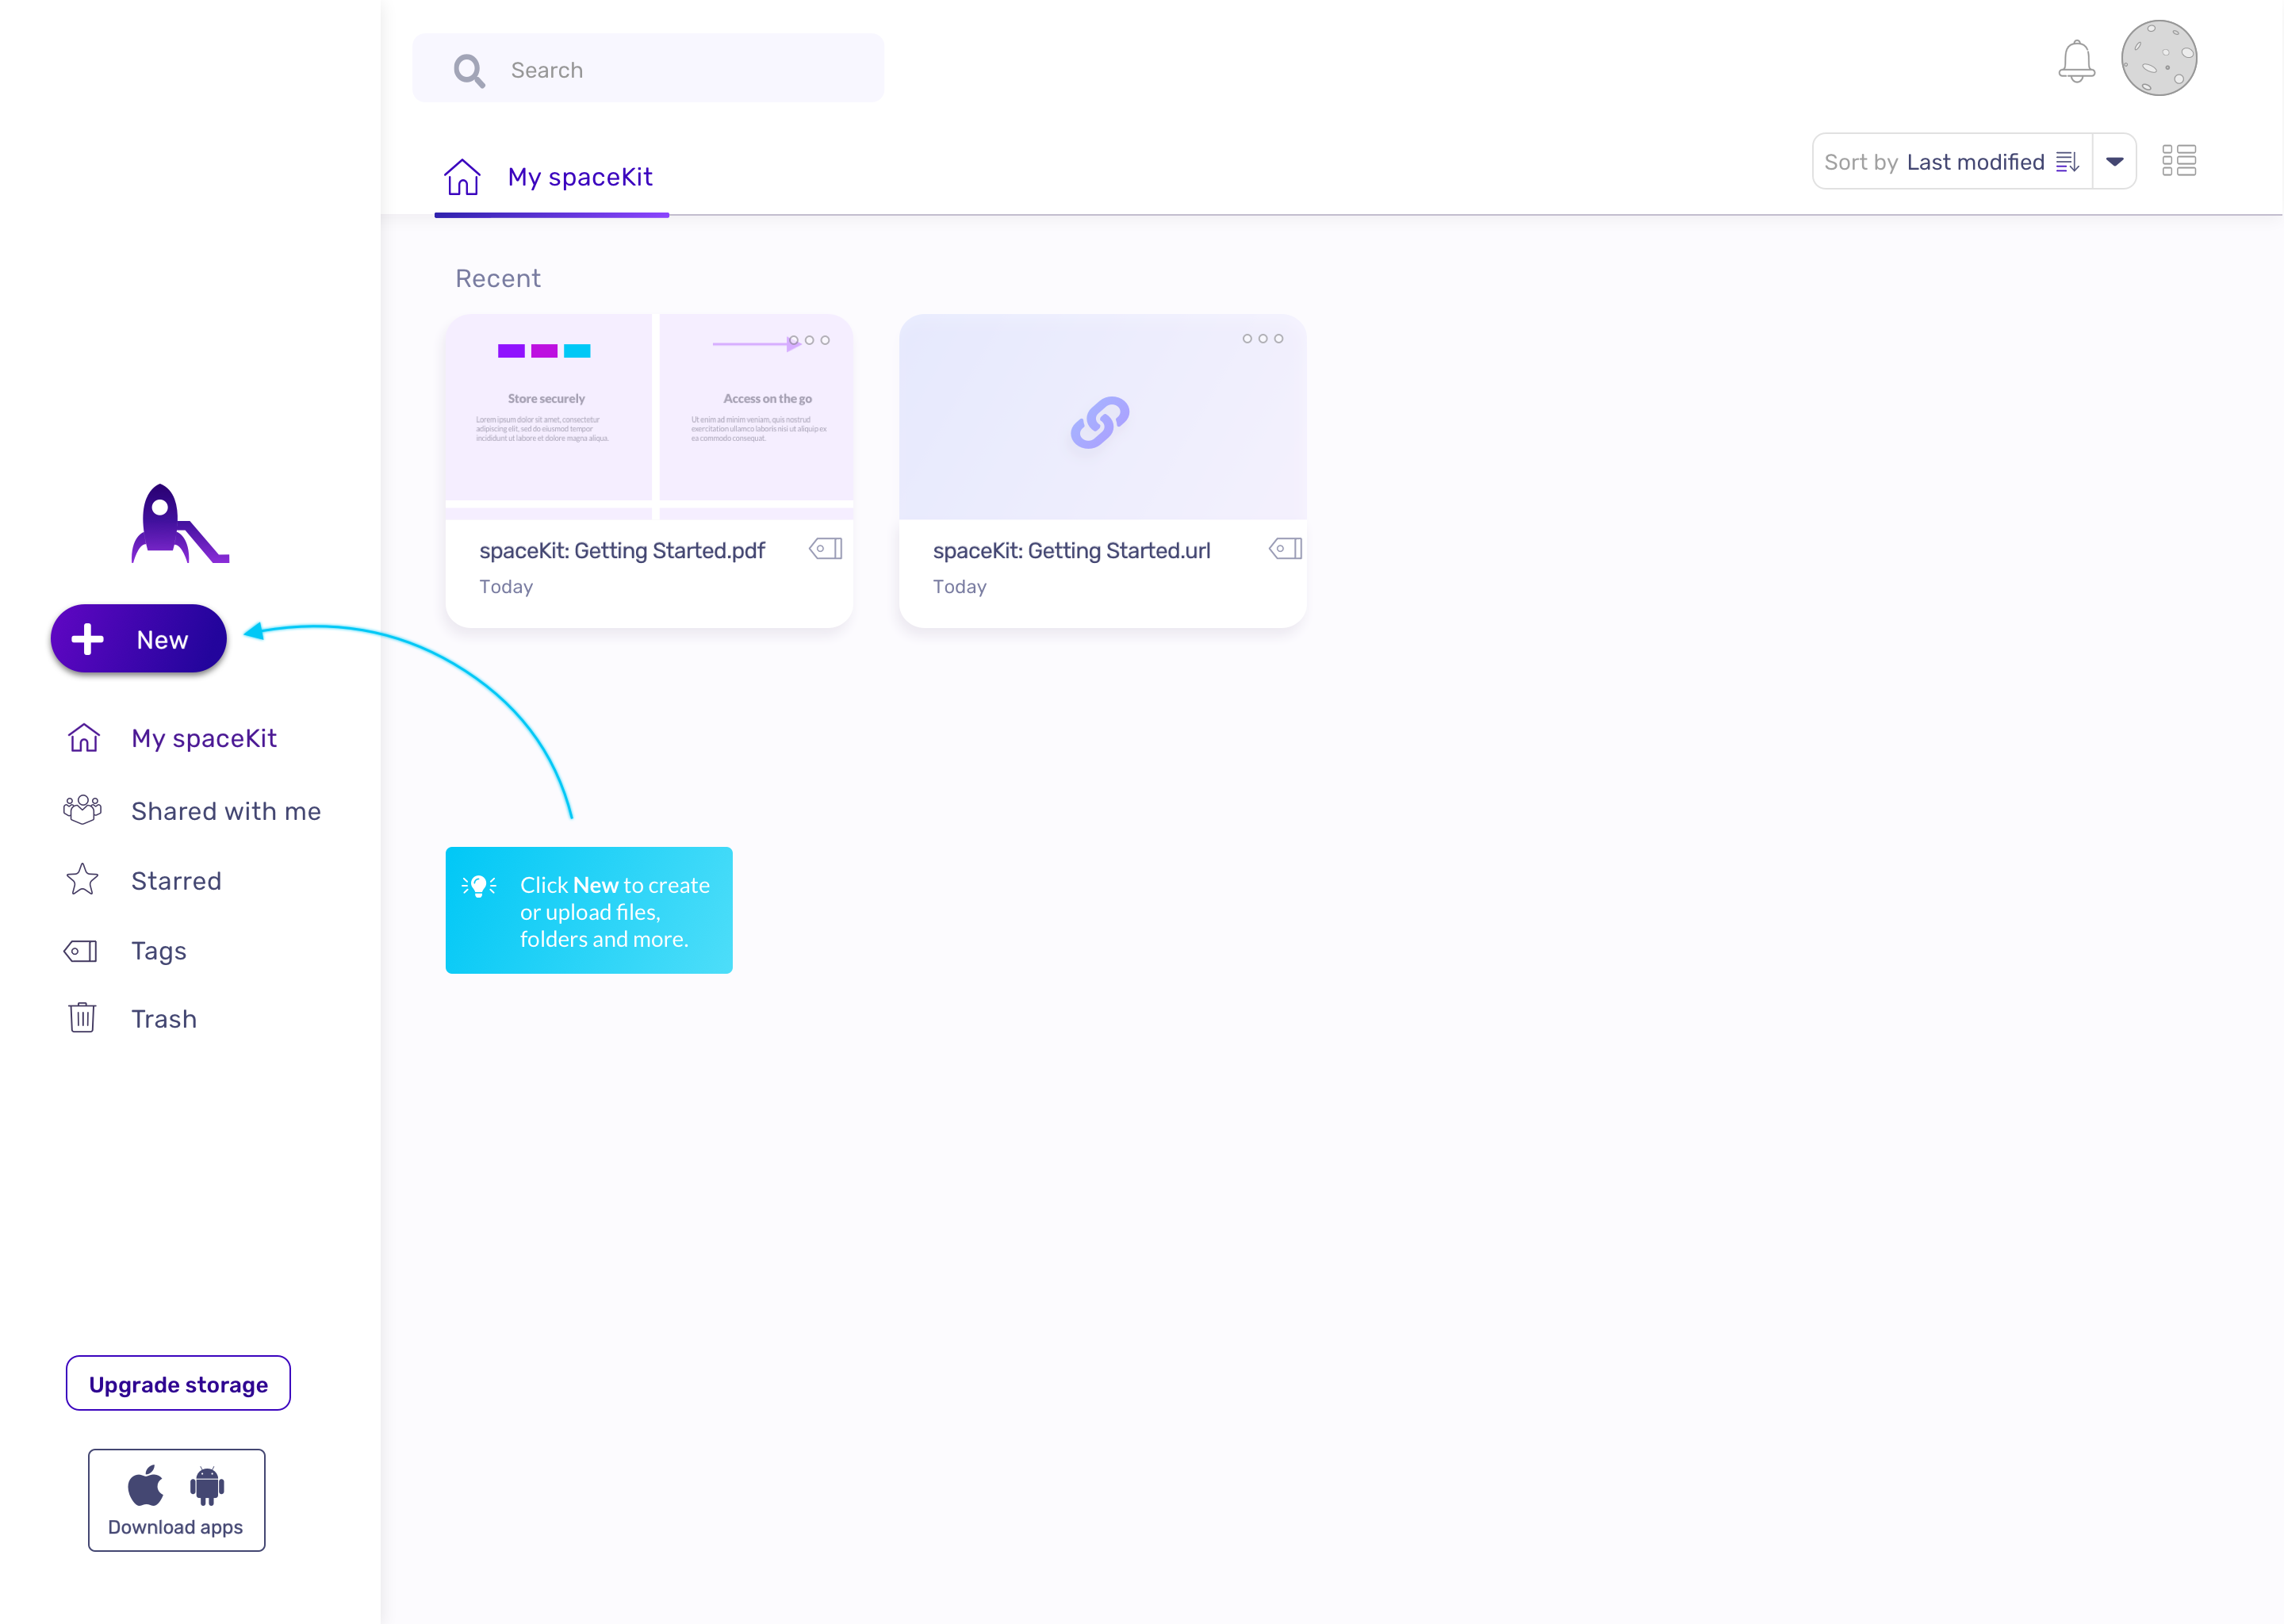 Search
My spaceKit
Sort by Last modified
Recent
Store securely
Lorem ipsum dolor sit amet, consectetur
adipiscing elit, sed do eiusmod tempor
incididunt ut labore et dolore magna aliqua.
Access on the go
Ut enim ad minim veniam, quis nostrud
exercitation ullamco laboris nisi ut aliquip ex
ea commodo consequat.
spaceKit: Getting Started.pdf
Today
spaceKit: Getting Started.url
Today
New
My spaceKit
Shared with me
Starred
Tags
Trash
Click New to create
or upload files,
folders and more.
Upgrade storage
Download apps